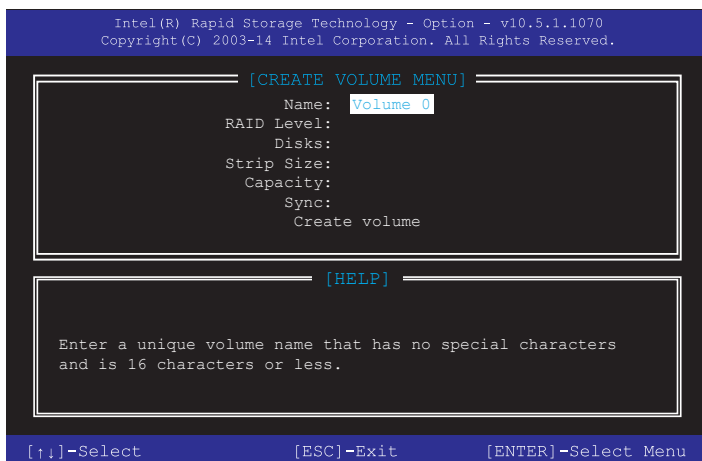 Intel(R) Rapid Storage Technology - Option - v10.5.1.1070
Copyright(C) 2003-14 Intel Corporation. All Rights Reserved.
[CREATE VOLUME MENU]
Name: Volume 0
RAID Level:
Disks:
Strip Size:
Capacity:
Sync:
Create volume
[HELP]
Enter a unique volume name that has no special characters
and is 16 characters or less.
[↑↓]-Select [ESC]-Exit [ENTER]-Select Menu